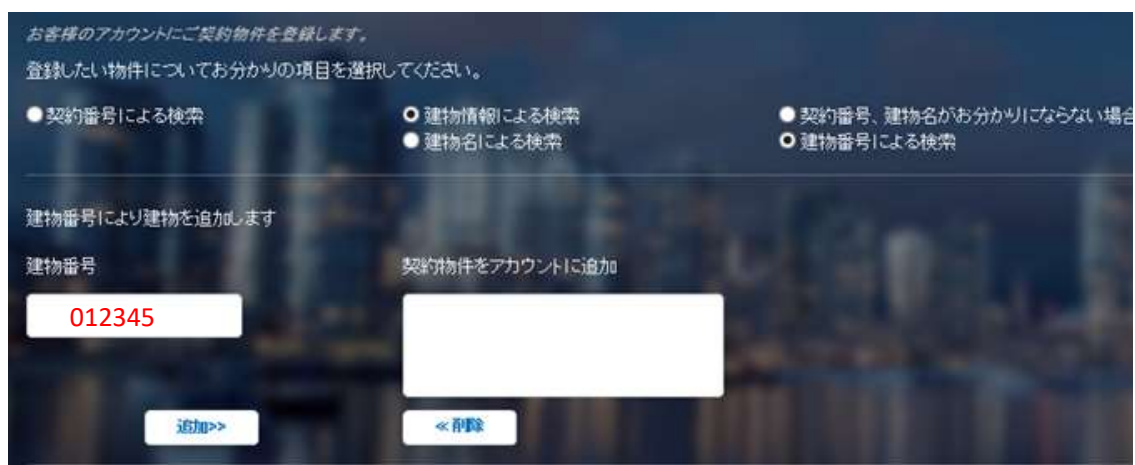 お客様のアカウントにご契約物件を登録します。
登録したい物件についてお分かりの項目を選択してください。
契約番号による検索
建物情報による検索
契約番号、建物名がお分かりにならない場合
建物名による検索
建物番号による検索
建物番号により建物を追加します
建物番号
契約物件をアカウントに追加
012345
追加>>
≪削除